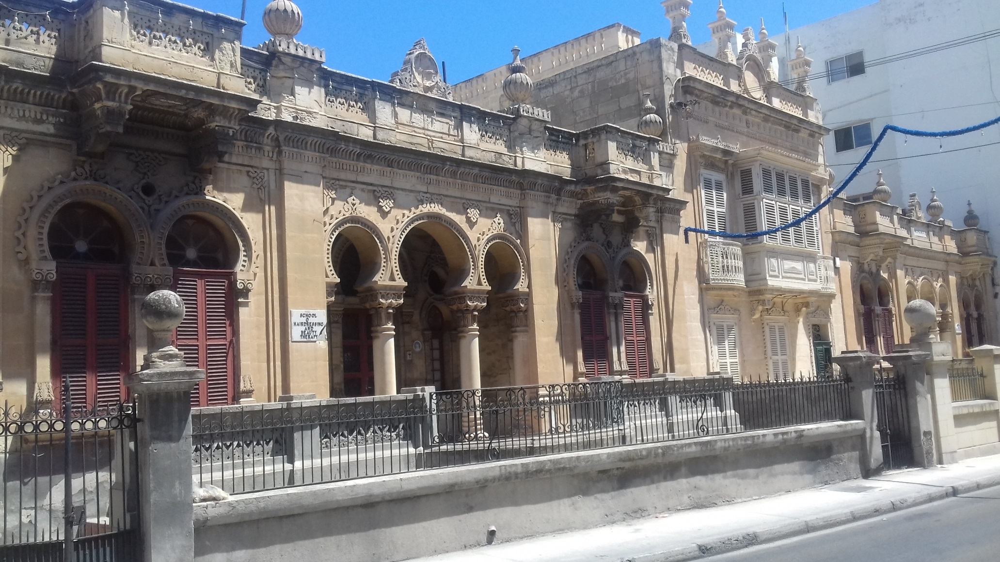 SCHOOL
O
HAIRDRESSING
AND
BEAUTY
THERAPY